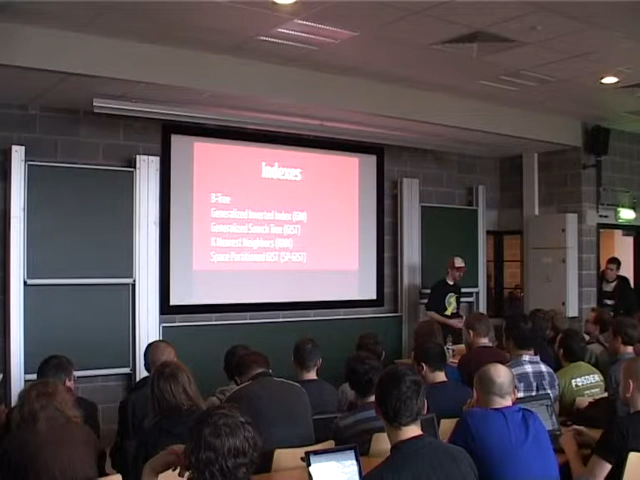 Indexes
B-Tree
Generalized Inverted Index (GIN)
Generalized Search Tree (GiST)
K Nearest Neighbors (KNN)
Space Partitioned GiST (SP-GiST)
FOSDEM